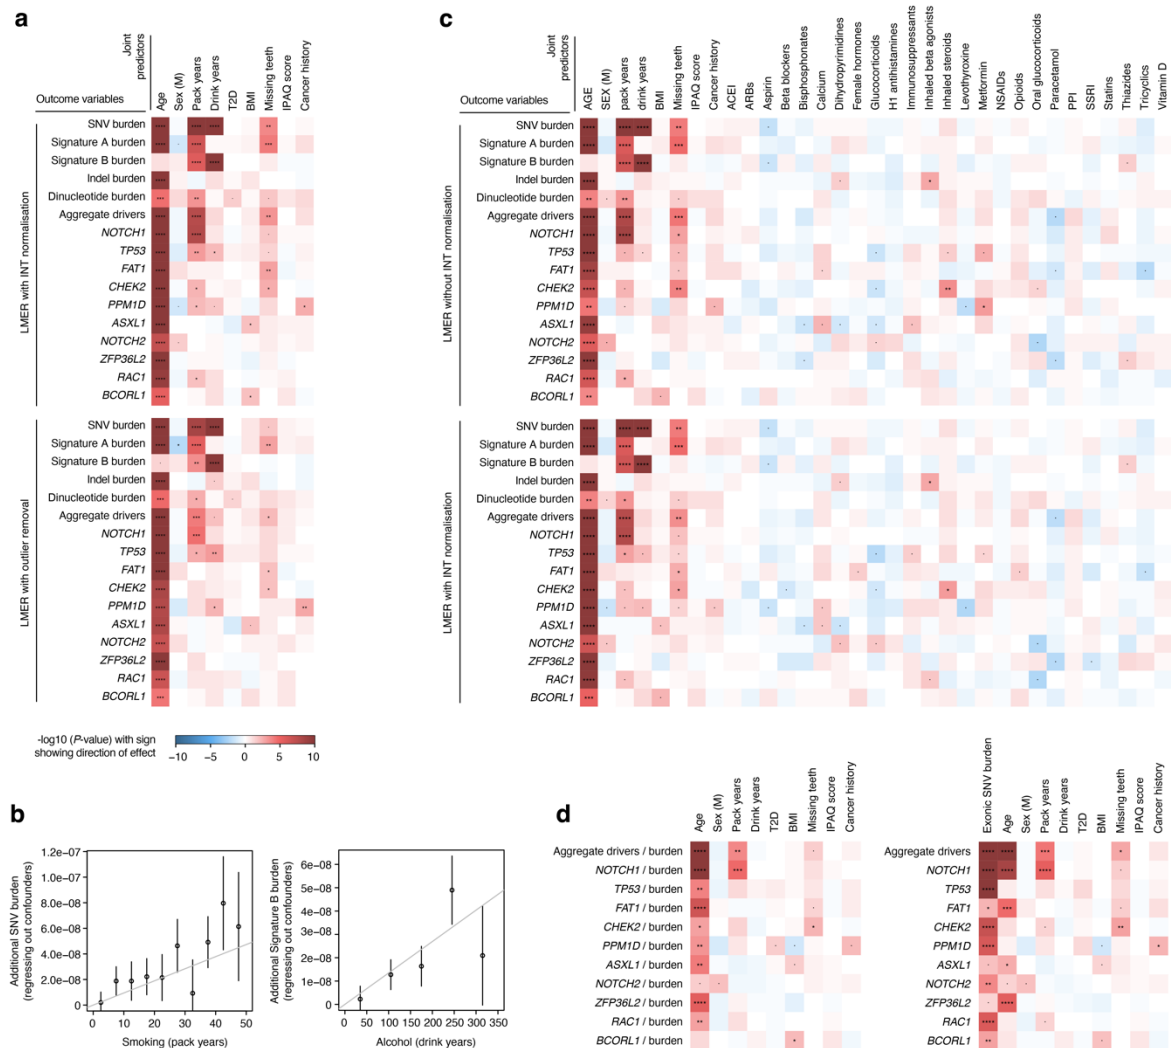 a
Joint
predictors
Outcome variables
Age
Sex (M)
Pack years
Drink years
T2D
BMI
Missing teeth
IPAQ score
Cancer history
LMER with INT normalisation
SNV burden
Signature A burden
Signature B burden
Indel burden
Dinucleotide burden
Aggregate drivers
NOTCH1
TP53
FAT1
CHEK2
PPM1D
ASXL1
NOTCH2
ZFP36L2
RAC1
BCORL1
LMER with outlier removal
SNV burden
Signature A burden
Signature B burden
Indel burden
Dinucleotide burden
Aggregate drivers
NOTCH1
TP53
FAT1
CHEK2
PPM1D
ASXL1
NOTCH2
ZFP36L2
RAC1
BCORL1
-log10 (P-value) with sign
showing direction of effect
−10 −5 0 5 10
b
Additional SNV burden
(regressing out confounders)
1.2e−07
1.0e−07
8.0e−08
6.0e−08
4.0e−08
2.0e−08
0
0 10 20 30 40 50
Smoking (pack years)
Additional Signature B burden
(regressing out confounders)
6e−08
5e−08
4e−08
3e−08
2e−08
1e−08
0
0 50 100 150 200 250 300 350
Alcohol (drink years)
c
Joint
predictors
Outcome variables
AGE
SEX (M)
pack years
drink years
BMI
Missing teeth
IPAQ score
Cancer history
ACEI
ARBs
Aspirin
Beta blockers
Bisphosphonates
Calcium
Dihydropyrimidines
Female hormones
Glucocorticoids
H1 antihistamines
Immunosuppressants
Inhaled beta agonists
Inhaled steroids
Levothyroxine
Metformin
NSAIDs
Opioids
Oral glucocorticoids
Paracetamol
PPI
SSRI
Statins
Thiazides
Tricyclics
Vitamin D
LMER without INT normalisation
SNV burden
Signature A burden
Signature B burden
Indel burden
Dinucleotide burden
Aggregate drivers
NOTCH1
TP53
FAT1
CHEK2
PPM1D
ASXL1
NOTCH2
ZFP36L2
RAC1
BCORL1
LMER with INT normalisation
SNV burden
Signature A burden
Signature B burden
Indel burden
Dinucleotide burden
Aggregate drivers
NOTCH1
TP53
FAT1
CHEK2
PPM1D
ASXL1
NOTCH2
ZFP36L2
RAC1
BCORL1
d
Age
Sex (M)
Pack years
Drink years
T2D
BMI
Missing teeth
IPAQ score
Cancer history
Aggregate drivers / burden
NOTCH1 / burden
TP53 / burden
FAT1 / burden
CHEK2 / burden
PPM1D / burden
ASXL1 / burden
NOTCH2 / burden
ZFP36L2 / burden
RAC1 / burden
BCORL1 / burden
Exonic SNV burden
Age
Sex (M)
Pack years
Drink years
T2D
BMI
Missing teeth
IPAQ score
Cancer history
Aggregate drivers
NOTCH1
TP53
FAT1
CHEK2
PPM1D
ASXL1
NOTCH2
ZFP36L2
RAC1
BCORL1